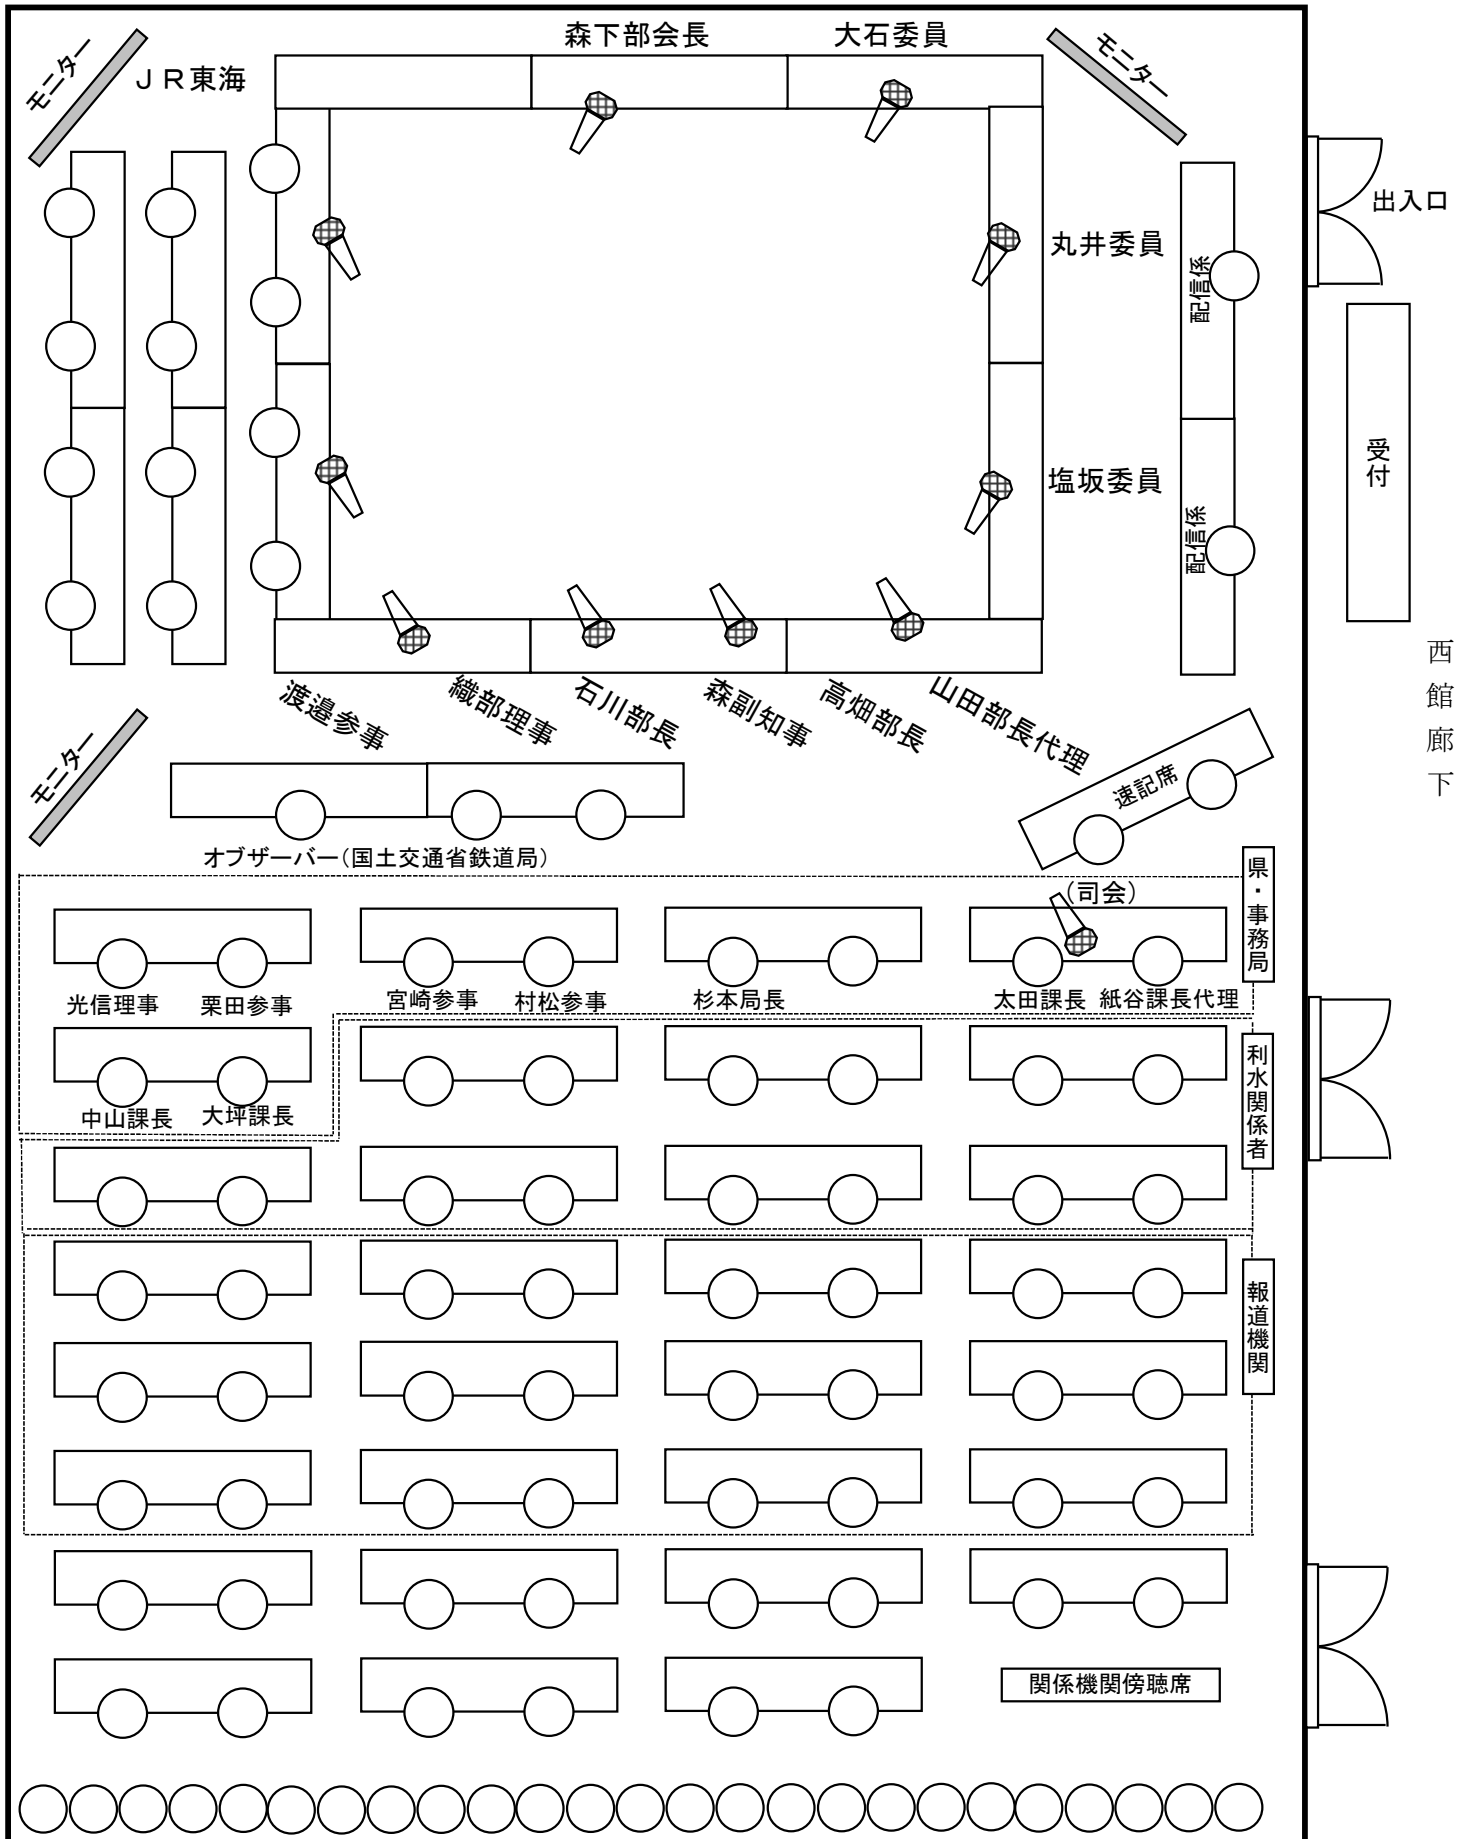 森下部会長
大石委員
モニター
ＪＲ東海
モニター
出入口
丸井委員
配信係
受付
塩坂委員
配信係
西館廊下
渡邉参事
織部理事
石川部長
森副知事
高畑部長
山田部長代理
モニター
速記席
オブザーバー（国土交通省鉄道局）
県・事務局
（司会）
光信理事
栗田参事
宮崎参事
村松参事
杉本局長
太田課長
紙谷課長代理
利水関係者
中山課長
大坪課長
報道機関
関係機関傍聴席